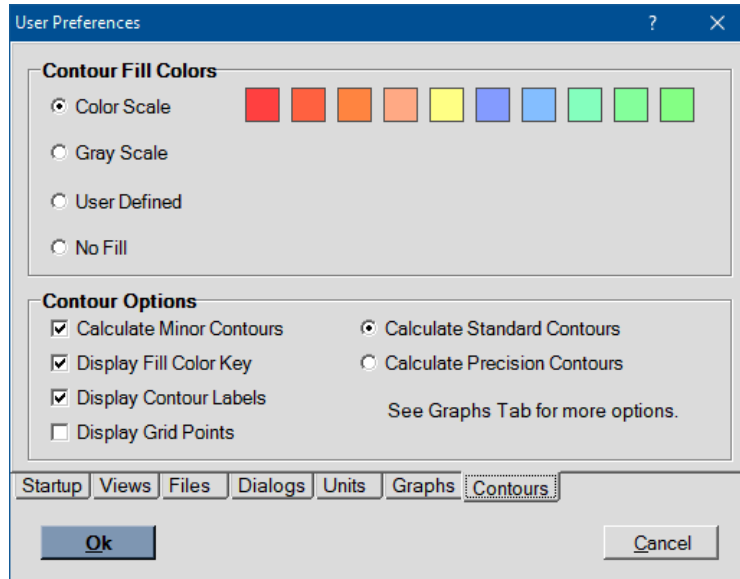 User Preferences ?
Contour Fill Colors
Color Scale
Gray Scale
User Defined
No Fill
Contour Options
Calculate Minor Contours Calculate Standard Contours
Display Fill Color Key Calculate Precision Contours
Display Contour Labels See Graphs Tab for more options.
Display Grid Points
Startup Views Files Dialogs Units Graphs Contours
Ok Cancel